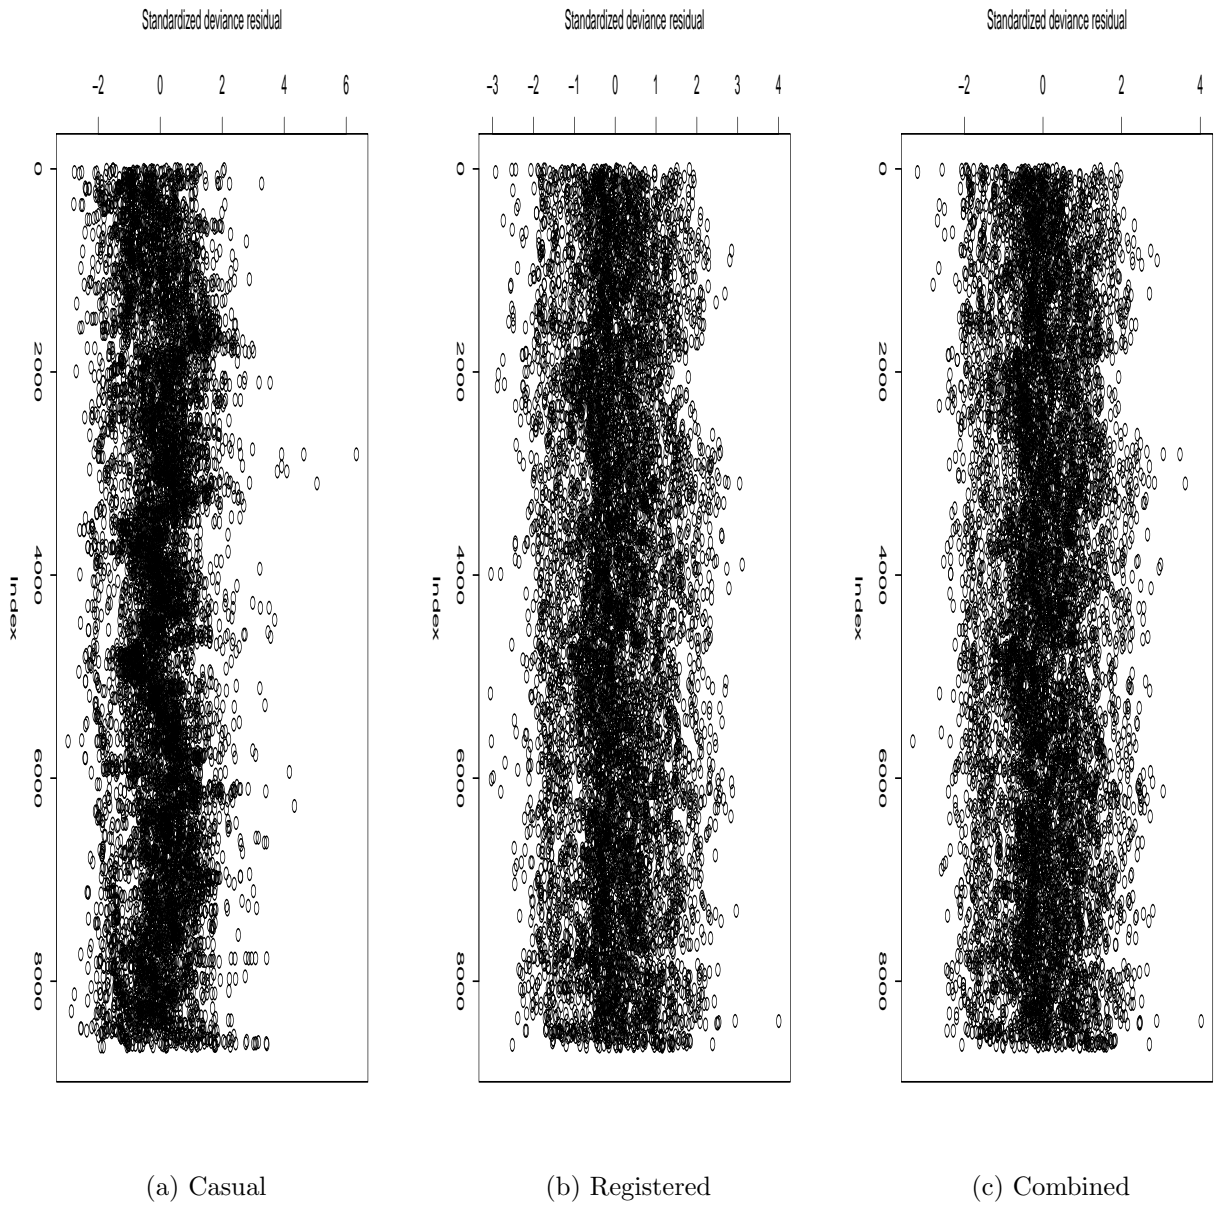 Standardized deviance residual
−2 0 2 4 6
0
2000
4000
6000
8000
Index
(a) Casual
Standardized deviance residual
−3 −2 −1 0 1 2 3 4
0
2000
4000
6000
8000
Index
(b) Registered
Standardized deviance residual
−2 0 2 4
0
2000
4000
6000
8000
Index
(c) Combined